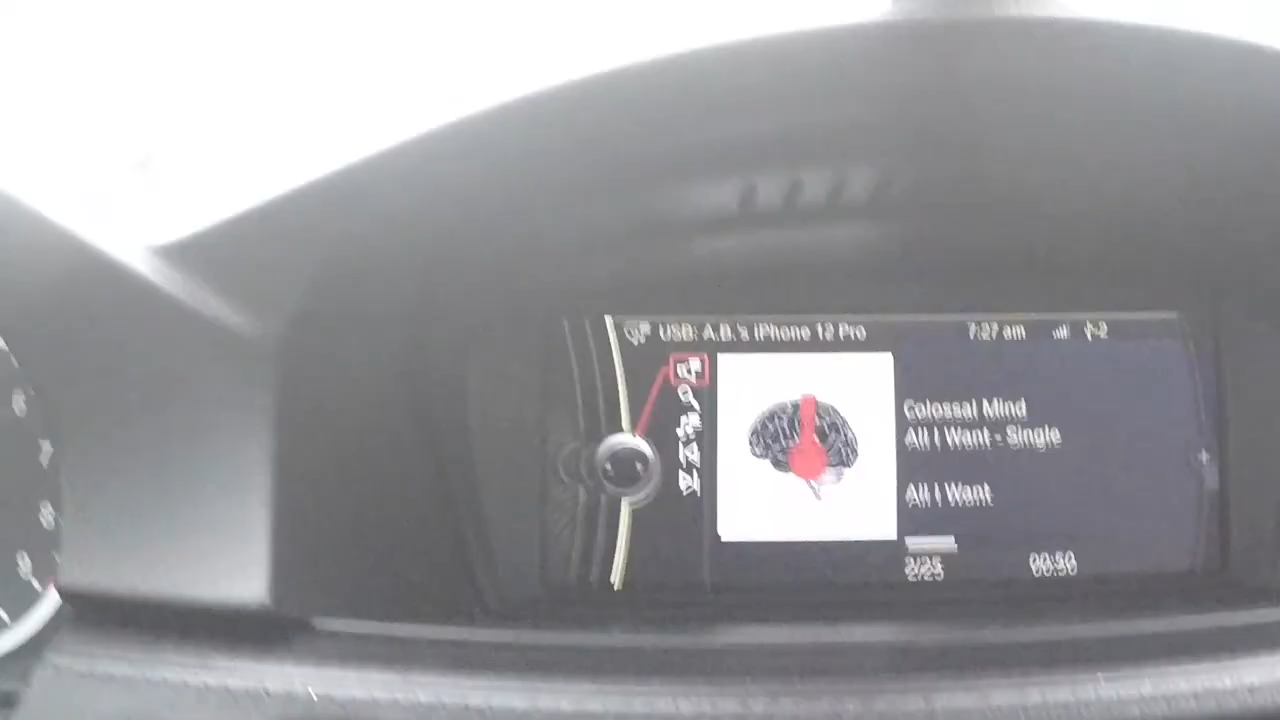 USB: A.B.'s iPhone 12 Pro
7:27 am
Colossal Mind
All I Want - Single
All I Want
2/25 00:50